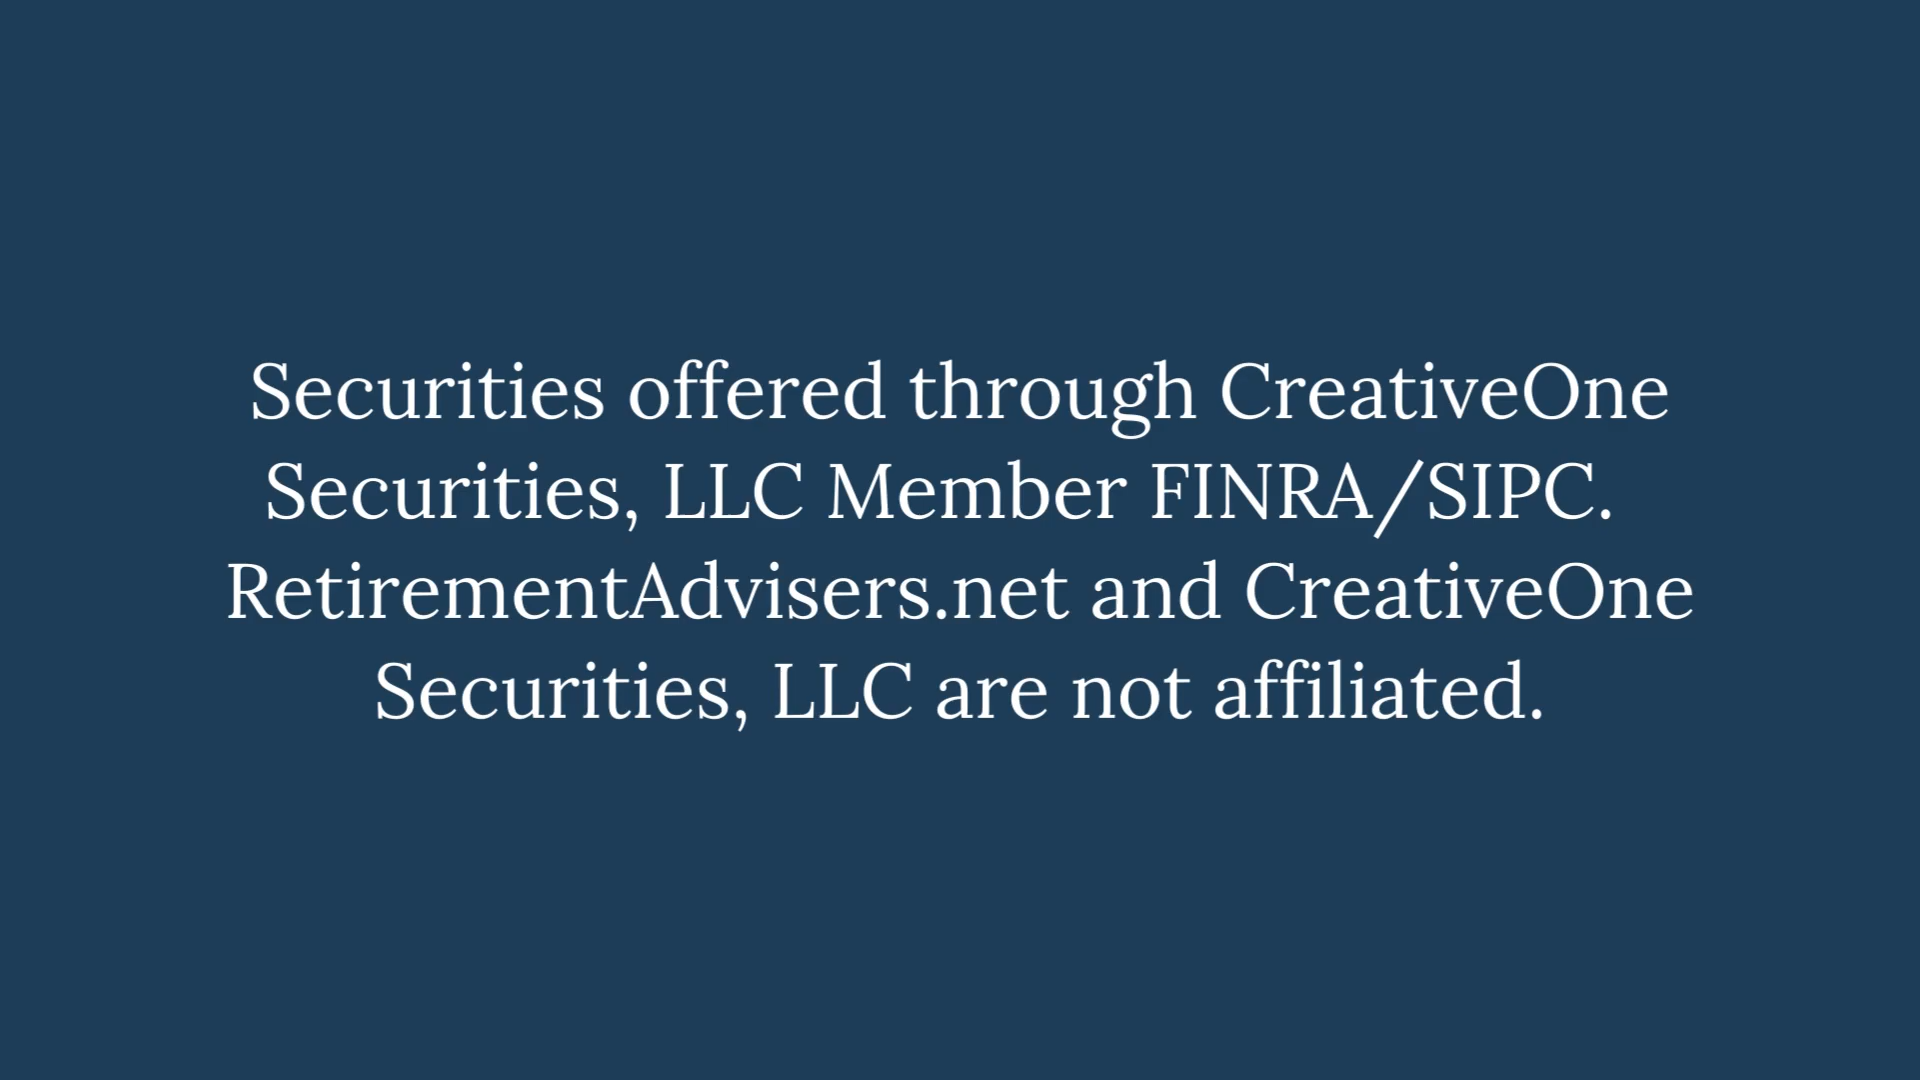 Securities offered through CreativeOne
Securities, LLC Member FINRA/SIPC.
RetirementAdvisers.net and CreativeOne
Securities, LLC are not affiliated.